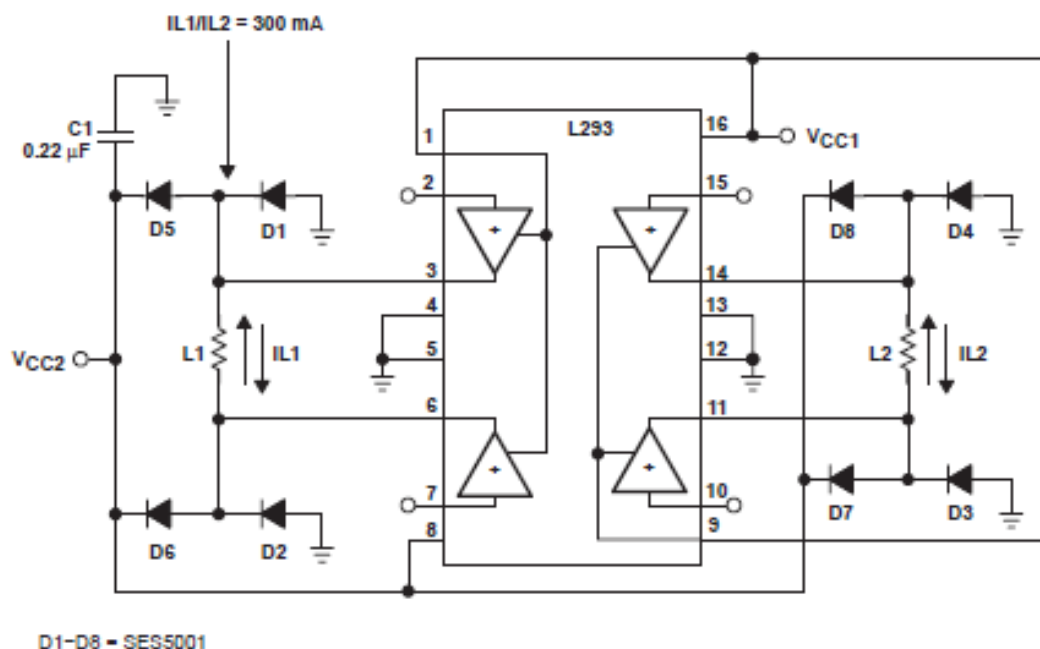 IL1/IL2 = 300 mA
C1
0.22 µF
L293
1
16
VCC1
2
15
D5
D1
D8
D4
3
14
4
13
VCC2
L1
IL1
5
12
L2
IL2
6
11
7
10
8
9
D6
D2
D7
D3
D1–D8 = SES5001